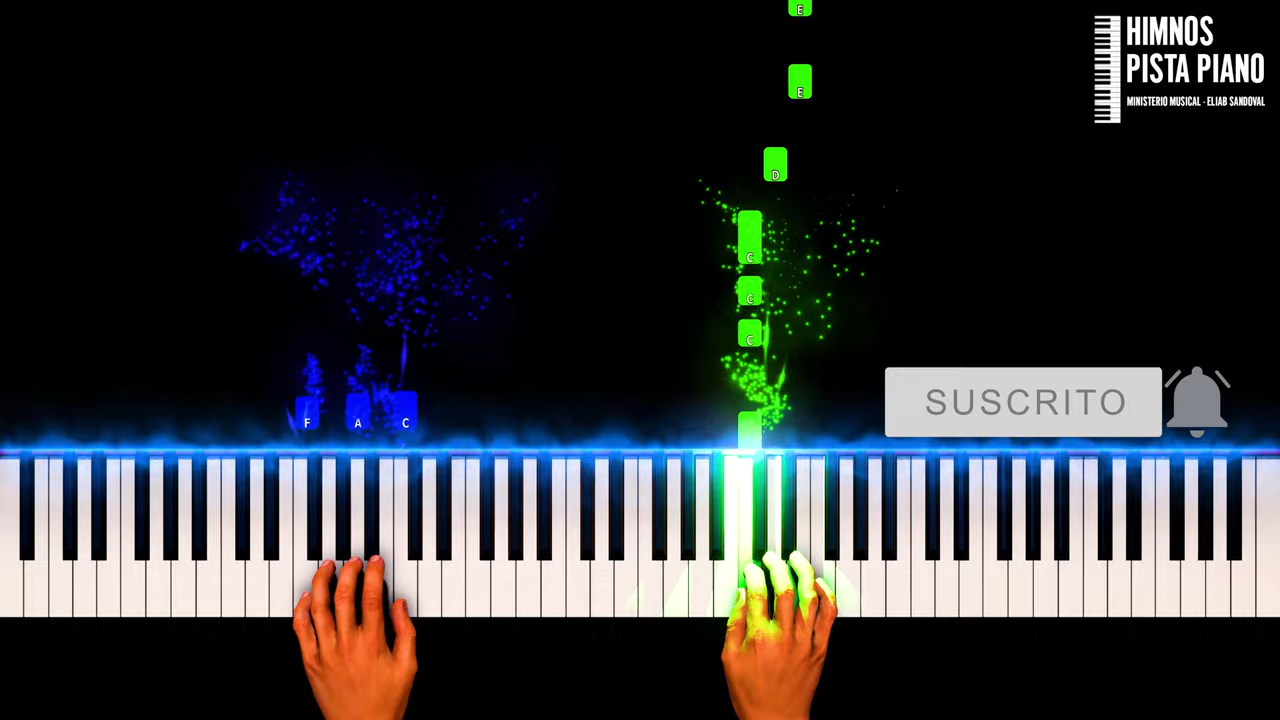 E
HIMNOS
PISTA PIANO
MINISTERIO MUSICAL - ELIAB SANDOVAL
E
D
C
C
C
SUSCRITO
F A C